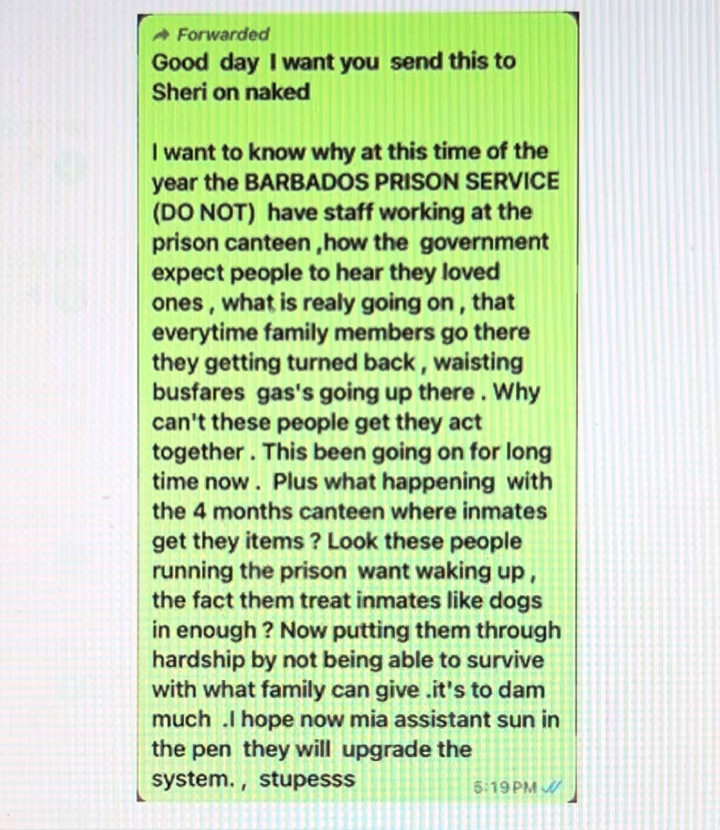 Forwarded
Good day I want you send this to
Sheri on naked
I want to know why at this time of the
year the BARBADOS PRISON SERVICE
(DO NOT) have staff working at the
prison canteen ,how the government
expect people to hear they loved
ones , what is realy going on , that
everytime family members go there
they getting turned back , waisting
busfares gas's going up there . Why
can't these people get they act
together . This been going on for long
time now . Plus what happening with
the 4 months canteen where inmates
get they items ? Look these people
running the prison want waking up ,
the fact them treat inmates like dogs
in enough ? Now putting them through
hardship by not being able to survive
with what family can give .it's to dam
much .I hope now mia assistant sun in
the pen they will upgrade the
system. , stupesss
5:19 PM